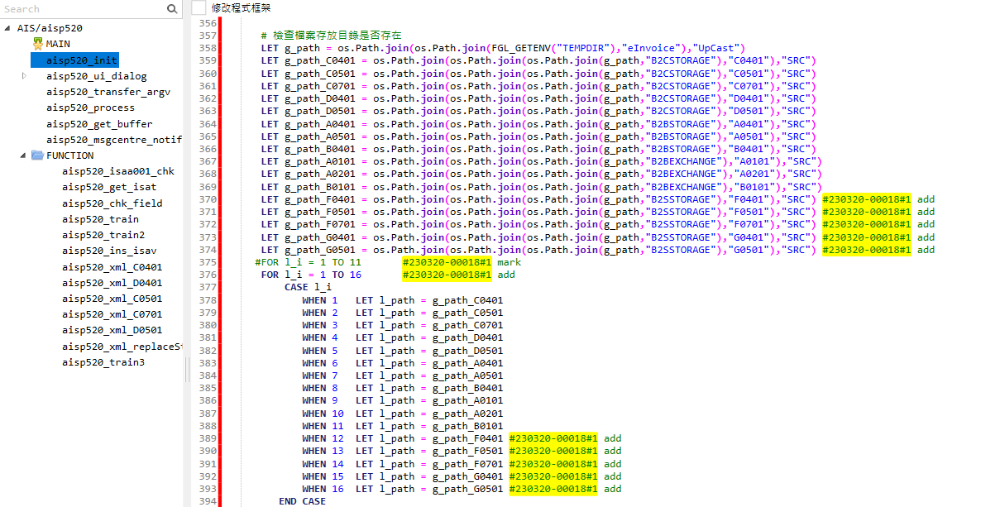 Search
AIS/aisp520
MAIN
aisp520_init
aisp520_ui_dialog
aisp520_transfer_argv
aisp520_process
aisp520_get_buffer
aisp520_msgcentre_notif
FUNCTION
aisp520_isaa001_chk
aisp520_get_isat
aisp520_chk_field
aisp520_train
aisp520_train2
aisp520_ins_isav
aisp520_xml_C0401
aisp520_xml_D0401
aisp520_xml_C0501
aisp520_xml_C0701
aisp520_xml_D0501
aisp520_xml_replaceSt
aisp520_train3
修改程式框架
356
357 # 檢查檔案存放目錄是否存在
358 LET g_path = os.Path.join(os.Path.join(FGL_GETENV("TEMPDIR"),"eInvoice"),"UpCast")
359 LET g_path_C0401 = os.Path.join(os.Path.join(os.Path.join(g_path,"B2CSTORAGE"),"C0401"),"SRC")
360 LET g_path_C0501 = os.Path.join(os.Path.join(os.Path.join(g_path,"B2CSTORAGE"),"C0501"),"SRC")
361 LET g_path_C0701 = os.Path.join(os.Path.join(os.Path.join(g_path,"B2CSTORAGE"),"C0701"),"SRC")
362 LET g_path_D0401 = os.Path.join(os.Path.join(os.Path.join(g_path,"B2CSTORAGE"),"D0401"),"SRC")
363 LET g_path_D0501 = os.Path.join(os.Path.join(os.Path.join(g_path,"B2CSTORAGE"),"D0501"),"SRC")
364 LET g_path_A0401 = os.Path.join(os.Path.join(os.Path.join(g_path,"B2BSTORAGE"),"A0401"),"SRC")
365 LET g_path_A0501 = os.Path.join(os.Path.join(os.Path.join(g_path,"B2BSTORAGE"),"A0501"),"SRC")
366 LET g_path_B0401 = os.Path.join(os.Path.join(os.Path.join(g_path,"B2BSTORAGE"),"B0401"),"SRC")
367 LET g_path_A0101 = os.Path.join(os.Path.join(os.Path.join(g_path,"B2BEXCHANGE"),"A0101"),"SRC")
368 LET g_path_A0201 = os.Path.join(os.Path.join(os.Path.join(g_path,"B2BEXCHANGE"),"A0201"),"SRC")
369 LET g_path_B0101 = os.Path.join(os.Path.join(os.Path.join(g_path,"B2BEXCHANGE"),"B0101"),"SRC")
370 LET g_path_F0401 = os.Path.join(os.Path.join(os.Path.join(g_path,"B2SSTORAGE"),"F0401"),"SRC") #230320-00018#1 add
371 LET g_path_F0501 = os.Path.join(os.Path.join(os.Path.join(g_path,"B2SSTORAGE"),"F0501"),"SRC") #230320-00018#1 add
372 LET g_path_F0701 = os.Path.join(os.Path.join(os.Path.join(g_path,"B2SSTORAGE"),"F0701"),"SRC") #230320-00018#1 add
373 LET g_path_G0401 = os.Path.join(os.Path.join(os.Path.join(g_path,"B2SSTORAGE"),"G0401"),"SRC") #230320-00018#1 add
374 LET g_path_G0501 = os.Path.join(os.Path.join(os.Path.join(g_path,"B2SSTORAGE"),"G0501"),"SRC") #230320-00018#1 add
375 #FOR l_i = 1 TO 11 #230320-00018#1 mark
376 FOR l_i = 1 TO 16 #230320-00018#1 add
377 CASE l_i
378 WHEN 1 LET l_path = g_path_C0401
379 WHEN 2 LET l_path = g_path_C0501
380 WHEN 3 LET l_path = g_path_C0701
381 WHEN 4 LET l_path = g_path_D0401
382 WHEN 5 LET l_path = g_path_D0501
383 WHEN 6 LET l_path = g_path_A0401
384 WHEN 7 LET l_path = g_path_A0501
385 WHEN 8 LET l_path = g_path_B0401
386 WHEN 9 LET l_path = g_path_A0101
387 WHEN 10 LET l_path = g_path_A0201
388 WHEN 11 LET l_path = g_path_B0101
389 WHEN 12 LET l_path = g_path_F0401 #230320-00018#1 add
390 WHEN 13 LET l_path = g_path_F0501 #230320-00018#1 add
391 WHEN 14 LET l_path = g_path_F0701 #230320-00018#1 add
392 WHEN 15 LET l_path = g_path_G0401 #230320-00018#1 add
393 WHEN 16 LET l_path = g_path_G0501 #230320-00018#1 add
394 END CASE